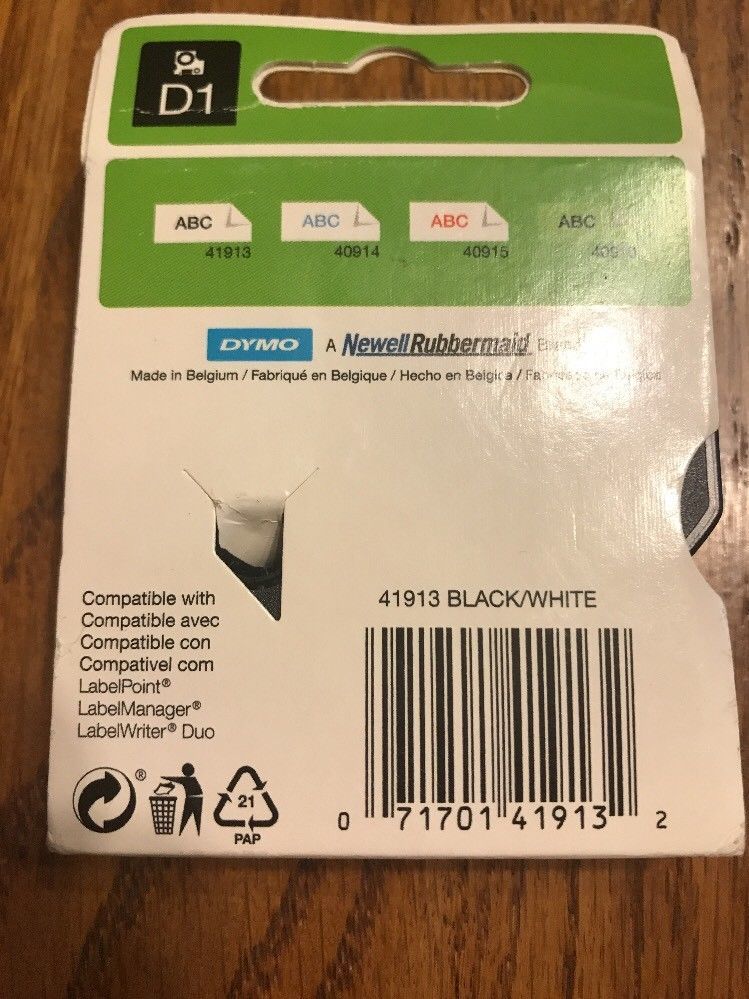 D1
ABC ABC ABC ABC
41913 40914 40915
DYMO A NewellRubbermaid
Made in Belgium / Fabriqué en Belgique / Hecho en Belgica /
Compatible with
Compatible avec
Compatible con
Compativel com
LabelPoint®
LabelManager®
LabelWriter® Duo
41913 BLACK/WHITE
®
21
PAP
0 71701 41913 2